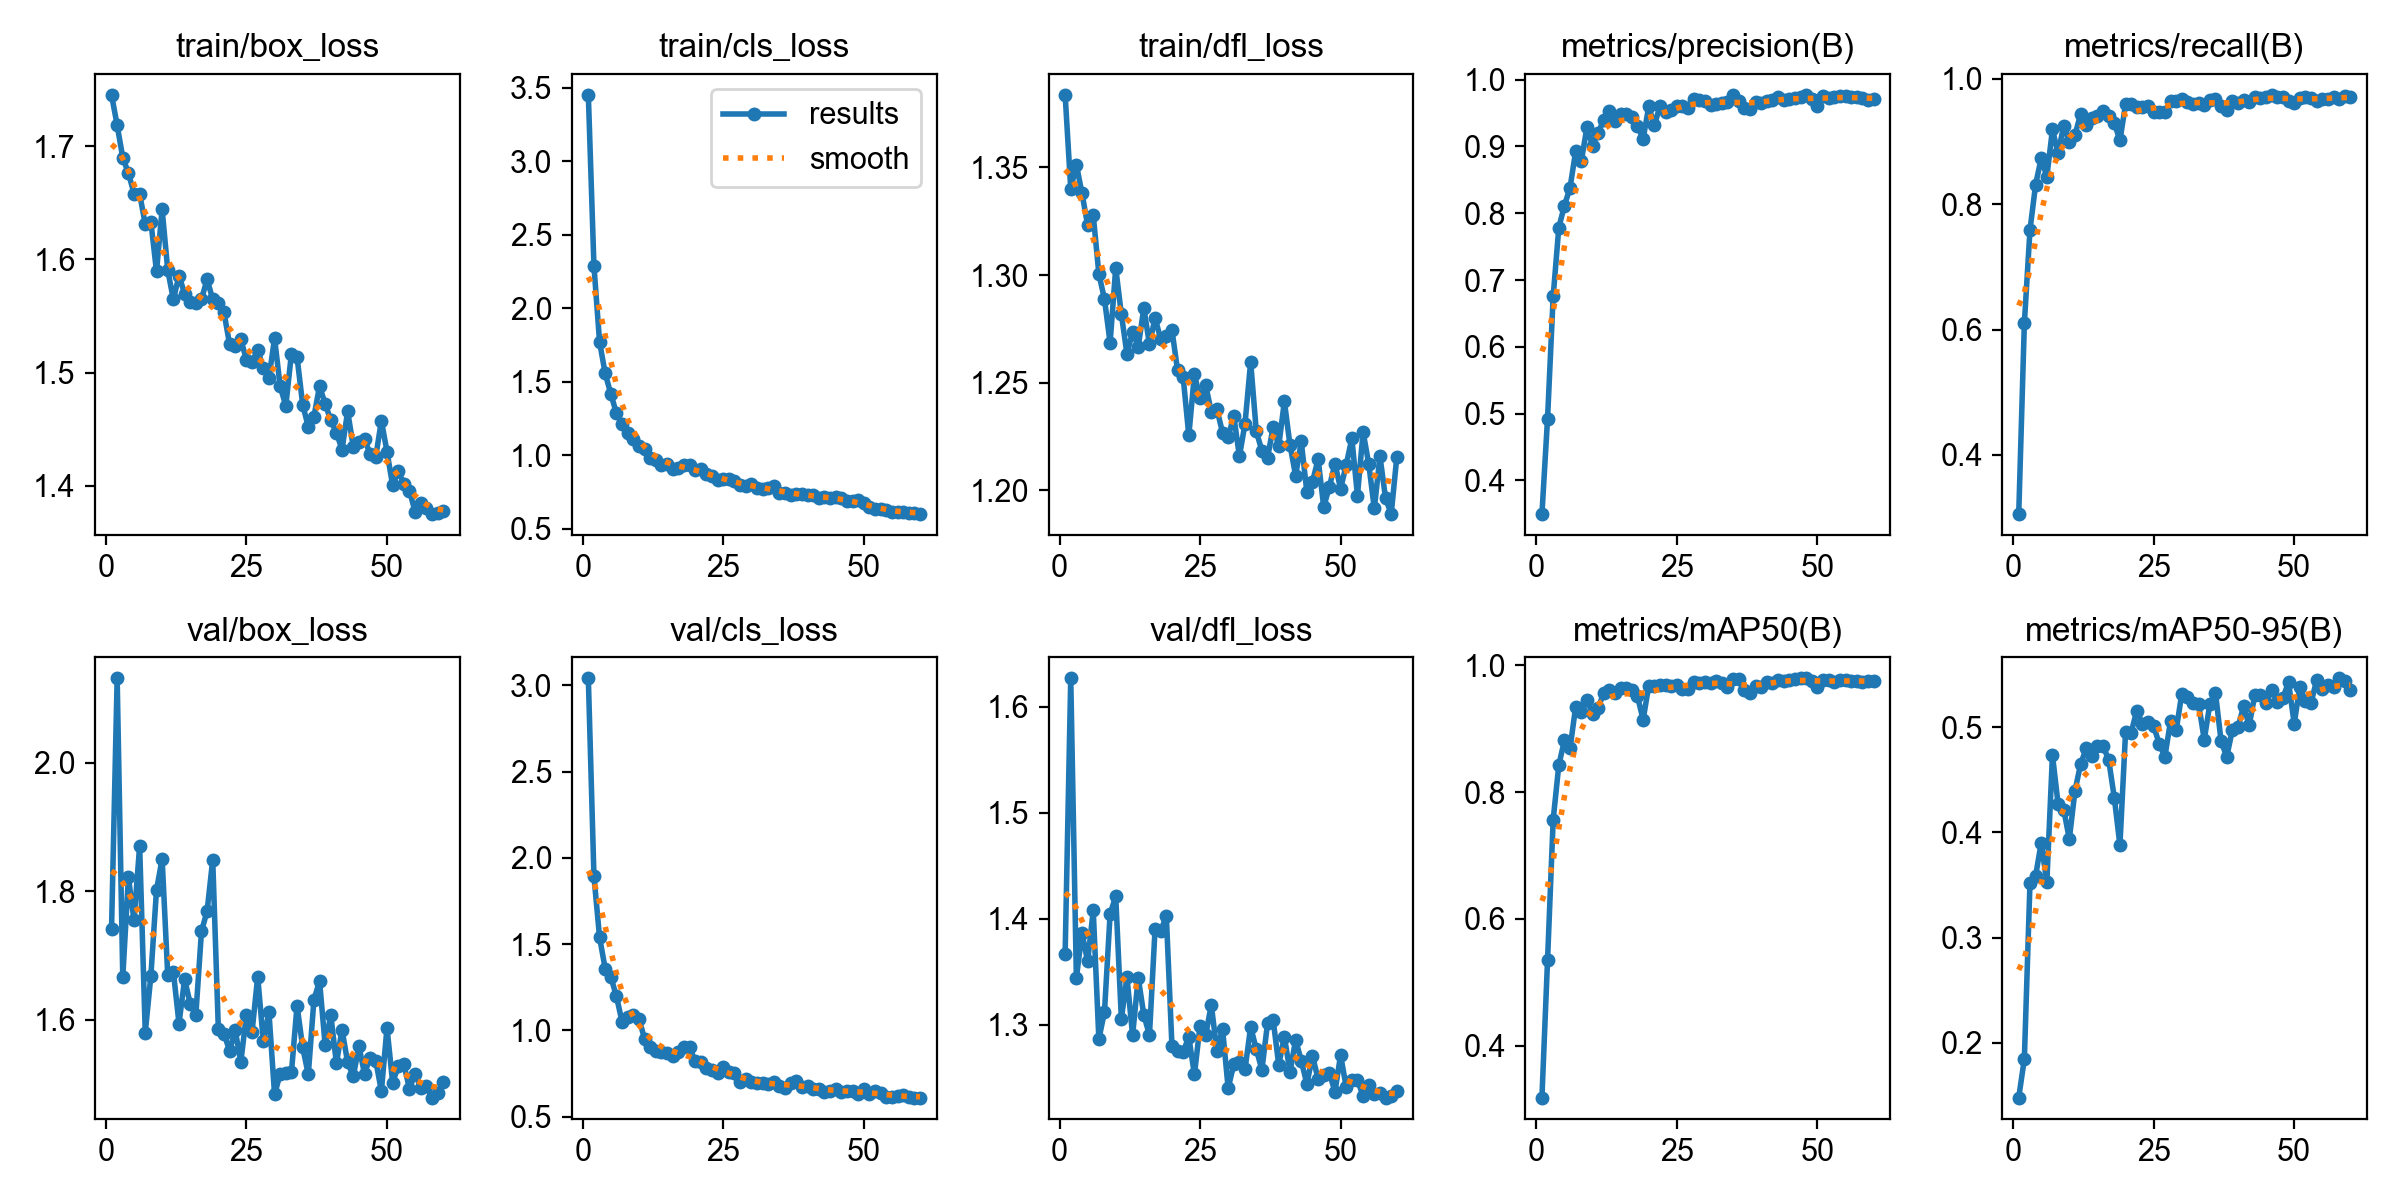 train/box_loss
train/cls_loss
train/dfl_loss
metrics/precision(B)
metrics/recall(B)
1.7
1.6
1.5
1.4
0 25 50
3.5
3.0
2.5
2.0
1.5
1.0
0.5
0 25 50
results
smooth
1.35
1.30
1.25
1.20
0 25 50
1.0
0.9
0.8
0.7
0.6
0.5
0.4
0 25 50
1.0
0.8
0.6
0.4
0 25 50
val/box_loss
val/cls_loss
val/dfl_loss
metrics/mAP50(B)
metrics/mAP50-95(B)
2.0
1.8
1.6
0 25 50
3.0
2.5
2.0
1.5
1.0
0.5
0 25 50
1.6
1.5
1.4
1.3
0 25 50
1.0
0.8
0.6
0.4
0 25 50
0.5
0.4
0.3
0.2
0 25 50